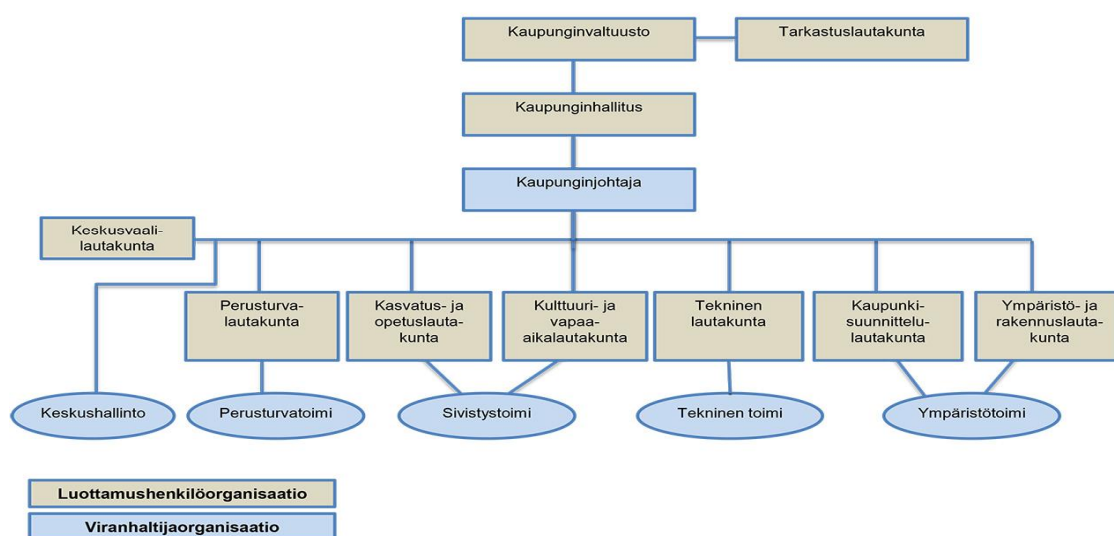 Kaupunginvaltuusto
Tarkastuslautakunta
Kaupunginhallitus
Kaupunginjohtaja
Keskusvaali-
lautakunta
Perusturva-
lautakunta
Kasvatus- ja
opetuslauta-
kunta
Kulttuuri- ja
vapaa-
aikalautakunta
Tekninen
lautakunta
Kaupunki-
suunnittelu-
lautakunta
Ympäristö- ja
rakennuslauta-
kunta
Keskushallinto
Perusturvatoimi
Sivistystoimi
Tekninen toimi
Ympäristötoimi
Luottamushenkilöorganisaatio
Viranhaltijaorganisaatio